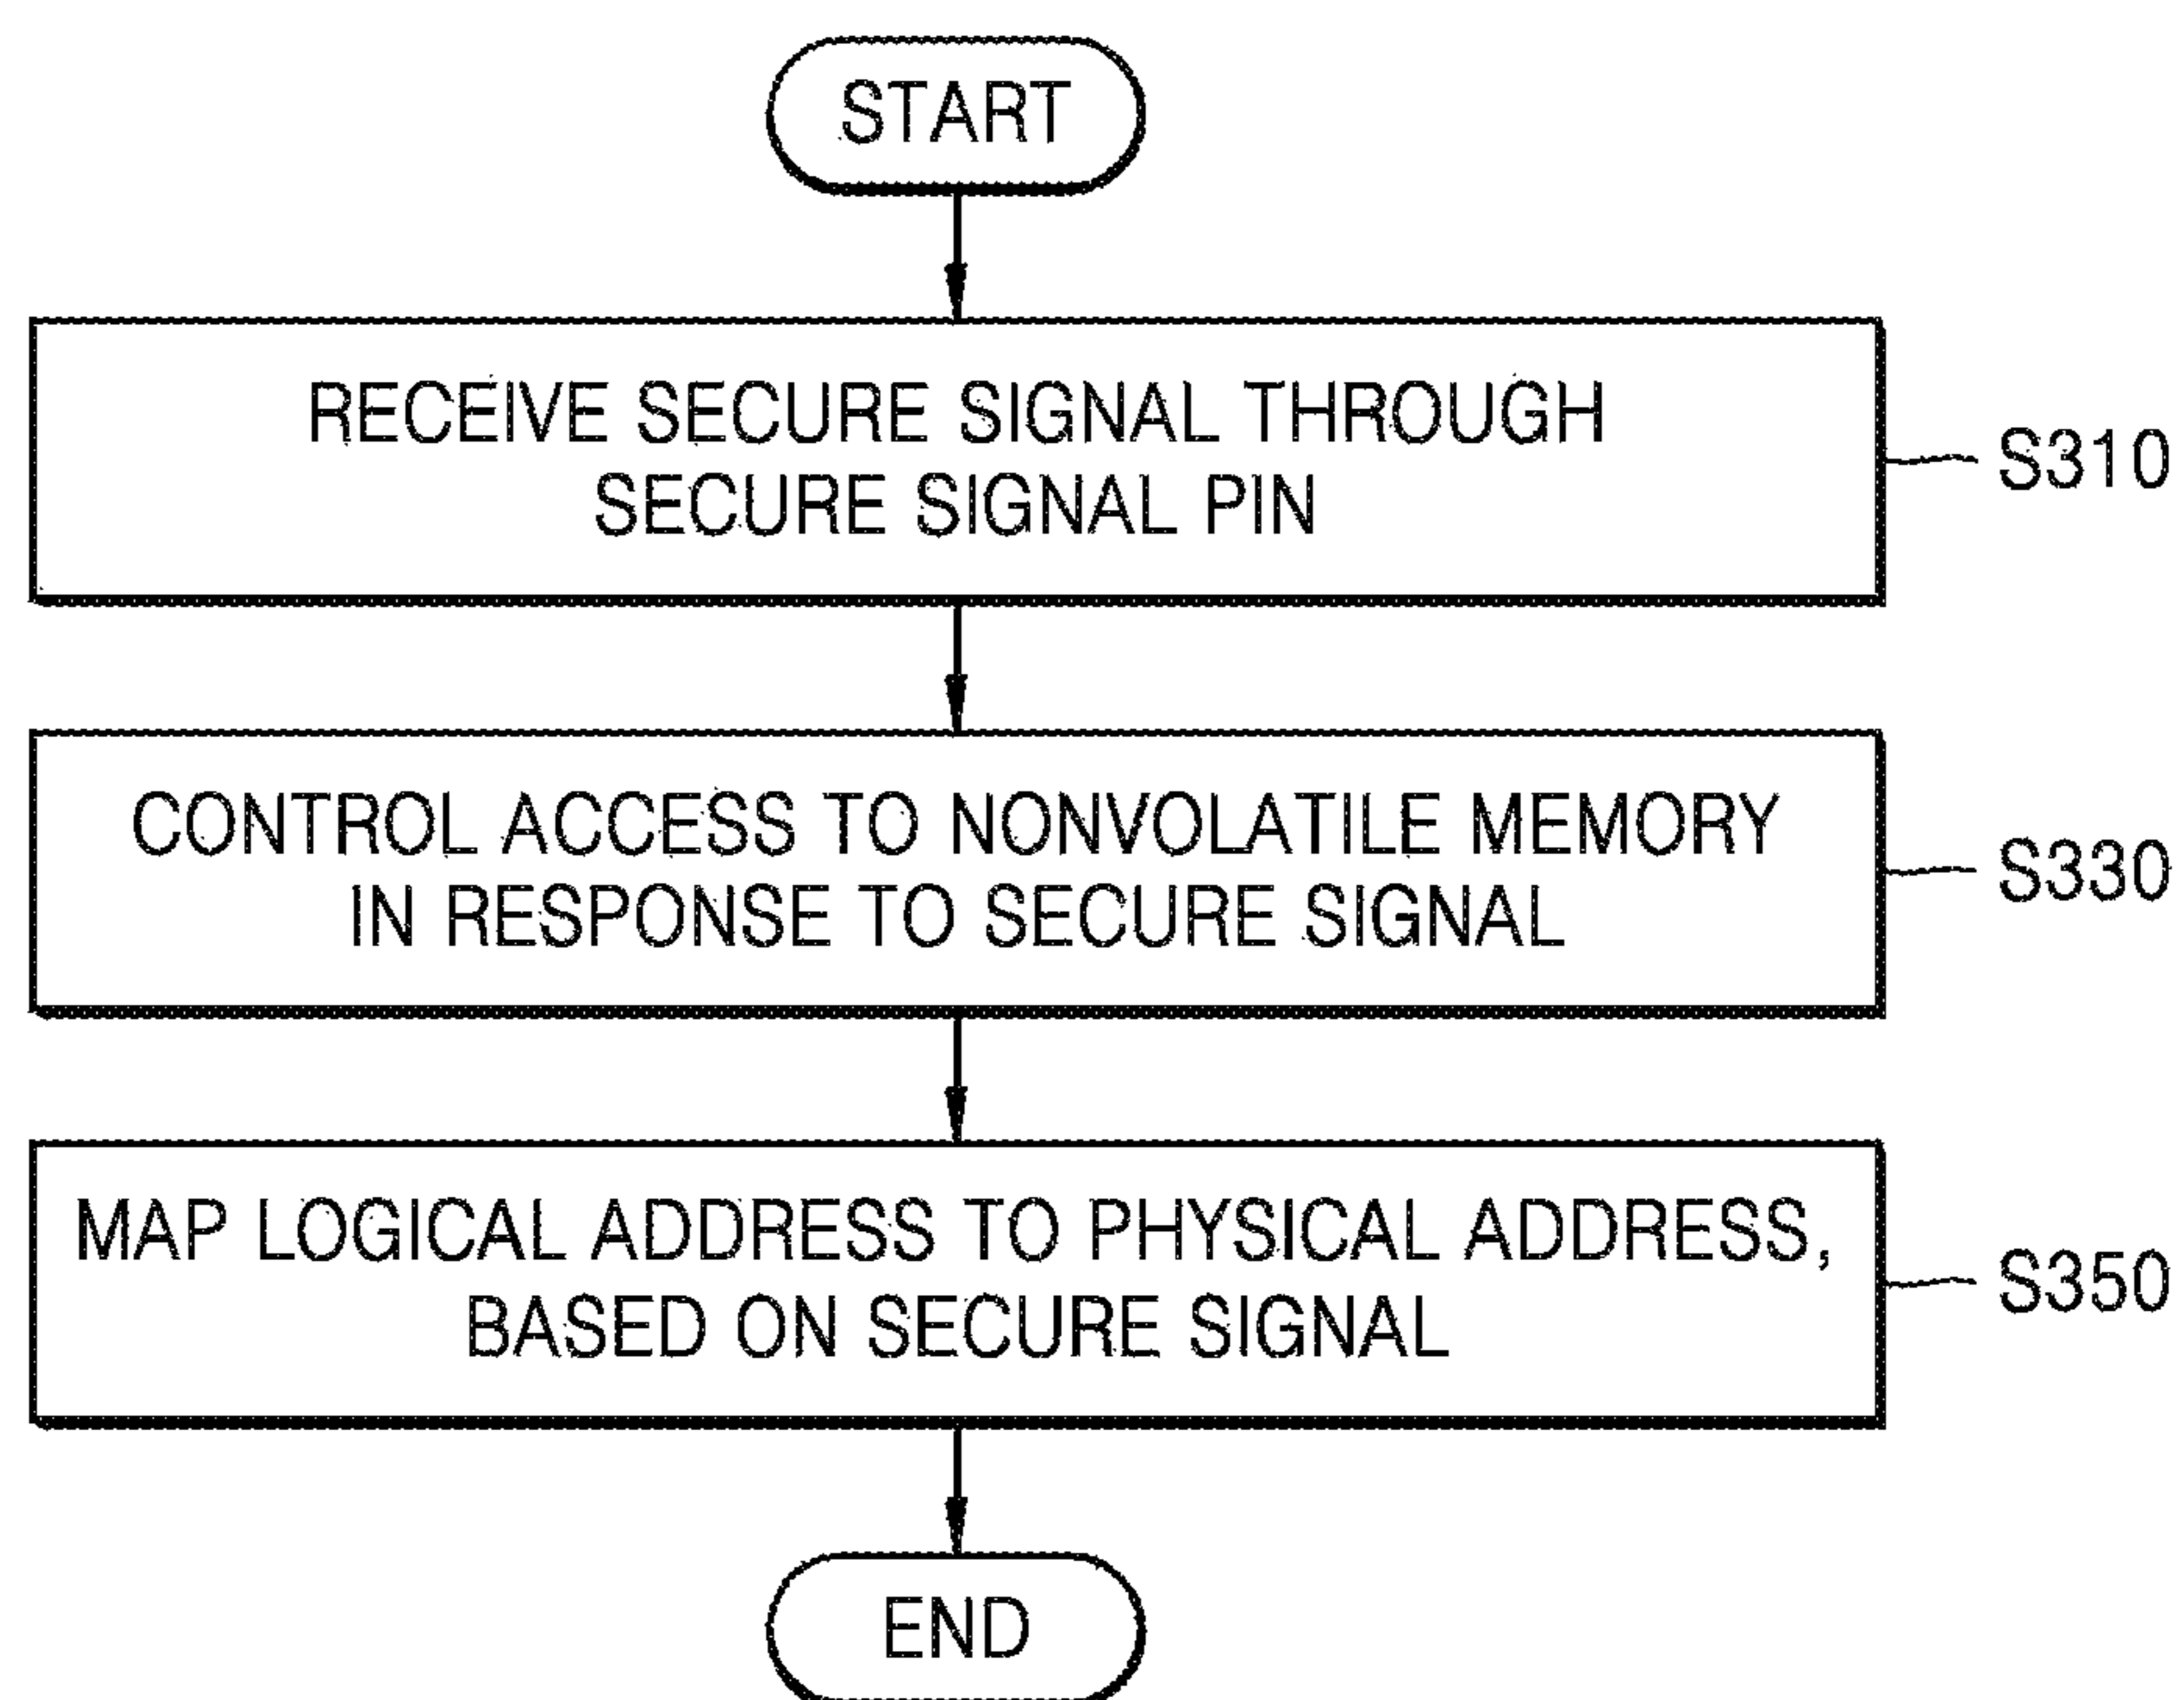 START
RECEIVE SECURE SIGNAL THROUGH
SECURE SIGNAL PIN
S310
CONTROL ACCESS TO NONVOLATILE MEMORY
IN RESPONSE TO SECURE SIGNAL
S330
MAP LOGICAL ADDRESS TO PHYSICAL ADDRESS,
BASED ON SECURE SIGNAL
S350
END